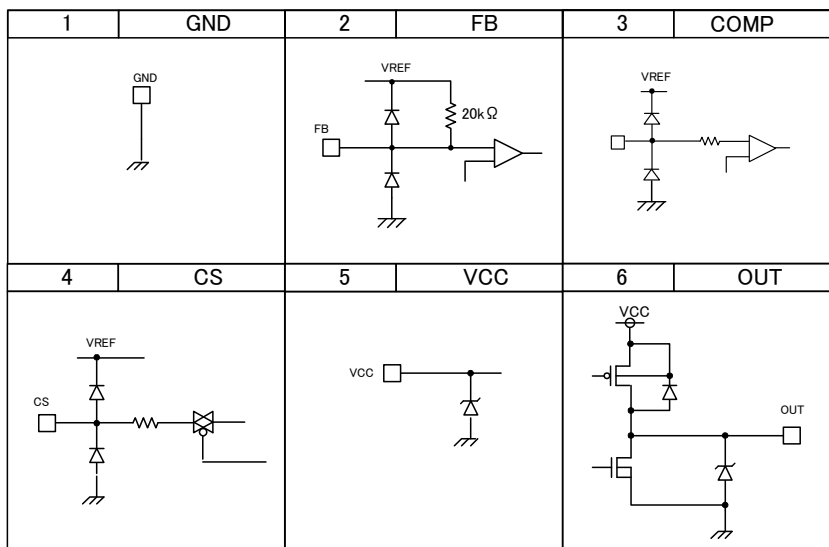 1 GND 2 FB 3 COMP
GND
VREF
20kΩ
FB
VREF
4 CS 5 VCC 6 OUT
VREF
CS
VCC
VCC
OUT